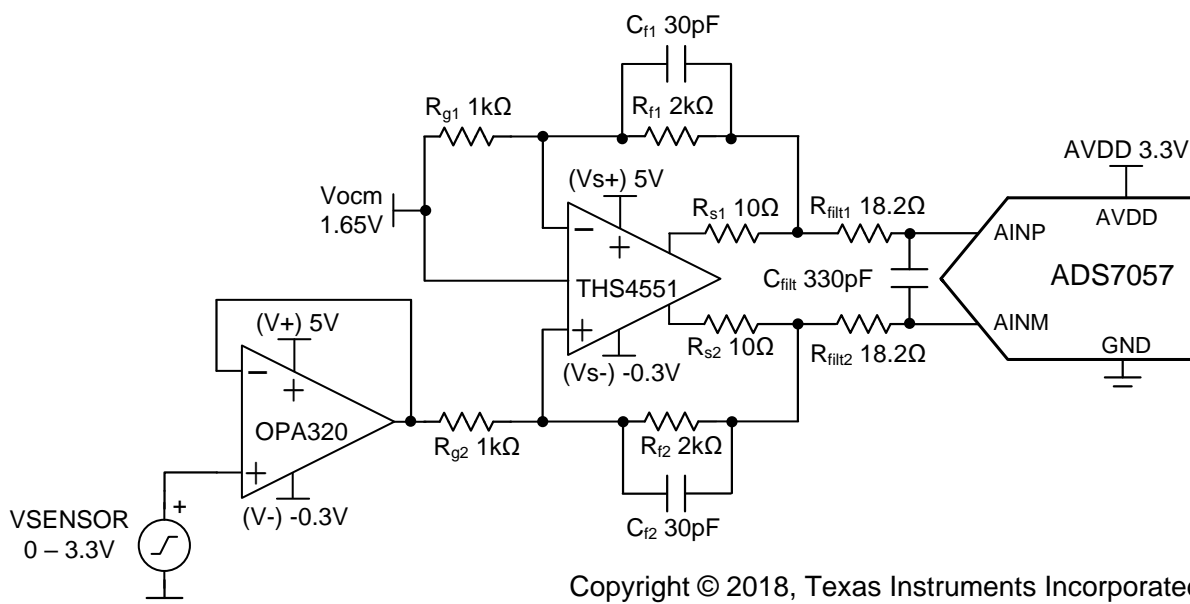 Cf1 30pF
Rg1 1kΩ
Rf1 2kΩ
AVDD 3.3V
Vocm
1.65V
(Vs+) 5V
Rs1 10Ω
Rfilt1 18.2Ω
AVDD
−
+
AINP
THS4551
Cfilt 330pF
ADS7057
+
Rs2 10Ω
Rfilt2 18.2Ω
AINM
(V+) 5V
(Vs-) -0.3V
GND
−
+
OPA320
Rg2 1kΩ
Rf2 2kΩ
+
(V-) -0.3V
Cf2 30pF
VSENSOR
0 – 3.3V
+
Copyright © 2018, Texas Instruments Incorporated